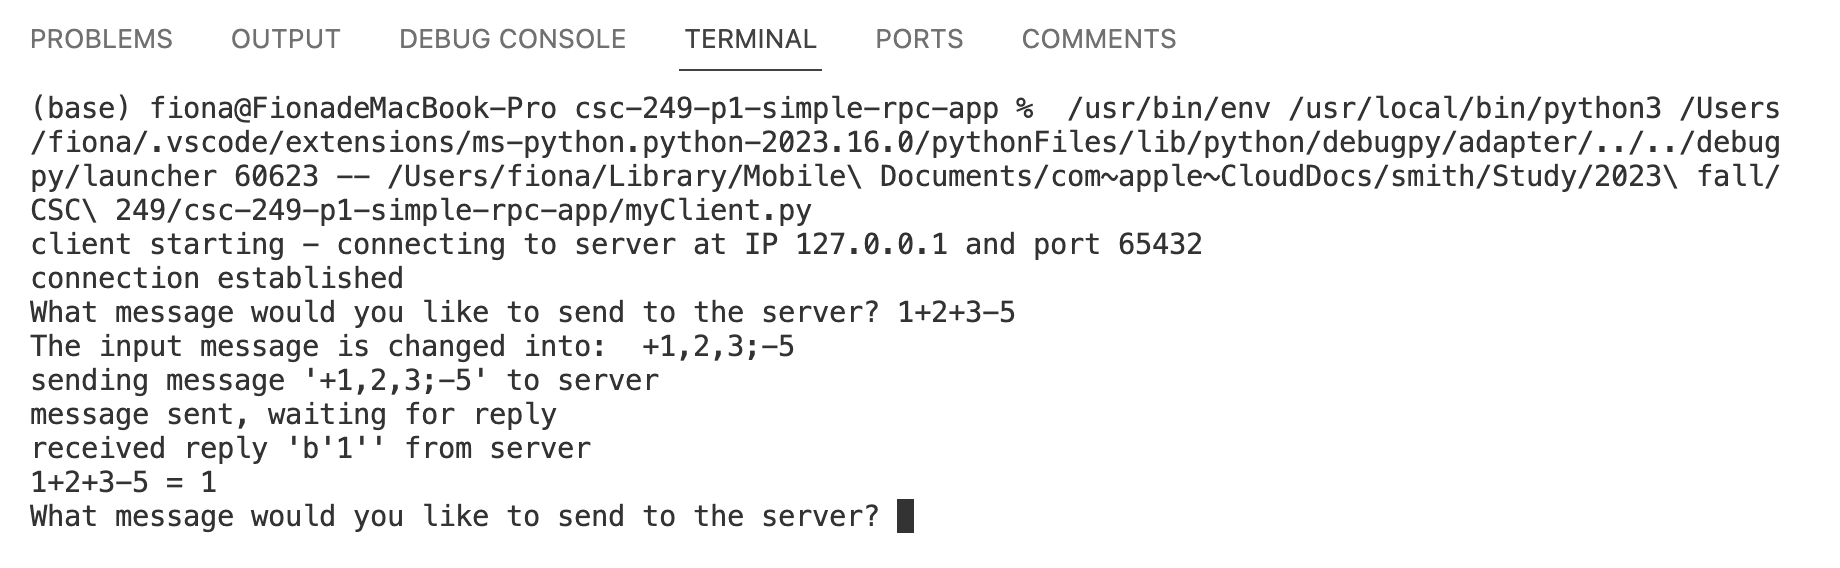 PROBLEMS OUTPUT DEBUG CONSOLE TERMINAL PORTS COMMENTS
(base) fiona@FionadeMacBook-Pro csc-249-p1-simple-rpc-app %  /usr/bin/env /usr/local/bin/python3 /Users
/fiona/.vscode/extensions/ms-python.python-2023.16.0/pythonFiles/lib/python/debugpy/adapter/../../debug
py/launcher 60623 -- /Users/fiona/Library/Mobile\ Documents/com~apple~CloudDocs/smith/Study/2023\ fall/
CSC\ 249/csc-249-p1-simple-rpc-app/myClient.py
client starting - connecting to server at IP 127.0.0.1 and port 65432
connection established
What message would you like to send to the server? 1+2+3-5
The input message is changed into:  +1,2,3;-5
sending message '+1,2,3;-5' to server
message sent, waiting for reply
received reply 'b'1'' from server
1+2+3-5 = 1
What message would you like to send to the server?